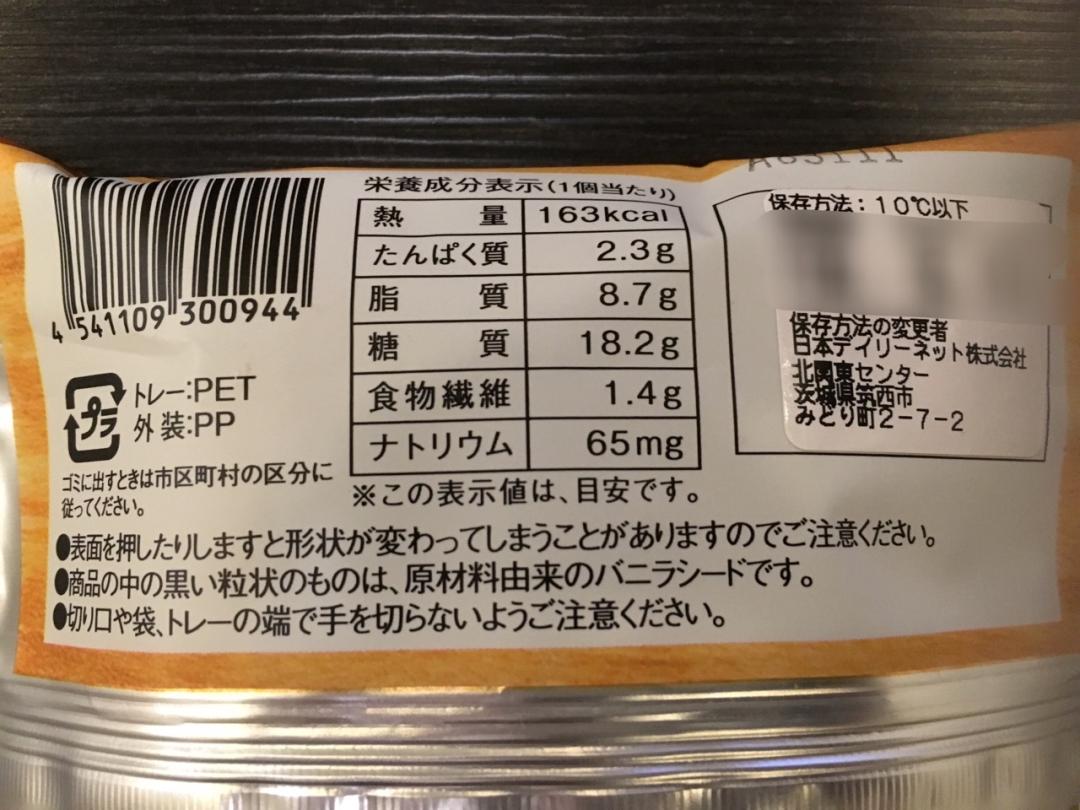 栄養成分表示(1個当たり)
熱量 163kcal
たんぱく質 2.3g
脂質 8.7g
糖質 18.2g
食物繊維 1.4g
ナトリウム 65mg
※この表示値は、目安です。
4 541109 300944
プラ
トレー:PET
外装:PP
ゴミに出すときは市区町村の区分に
従ってください。
保存方法:10℃以下
保存方法の変更者
日本デイリーネット株式会社
北関東センター
茨城県筑西市
みどり町2-7-2
●表面を押したりしますと形状が変わってしまうことがありますのでご注意ください。
●商品の中の黒い粒状のものは、原材料由来のバニラシードです。
●切り口や袋、トレーの端で手を切らないようご注意ください。